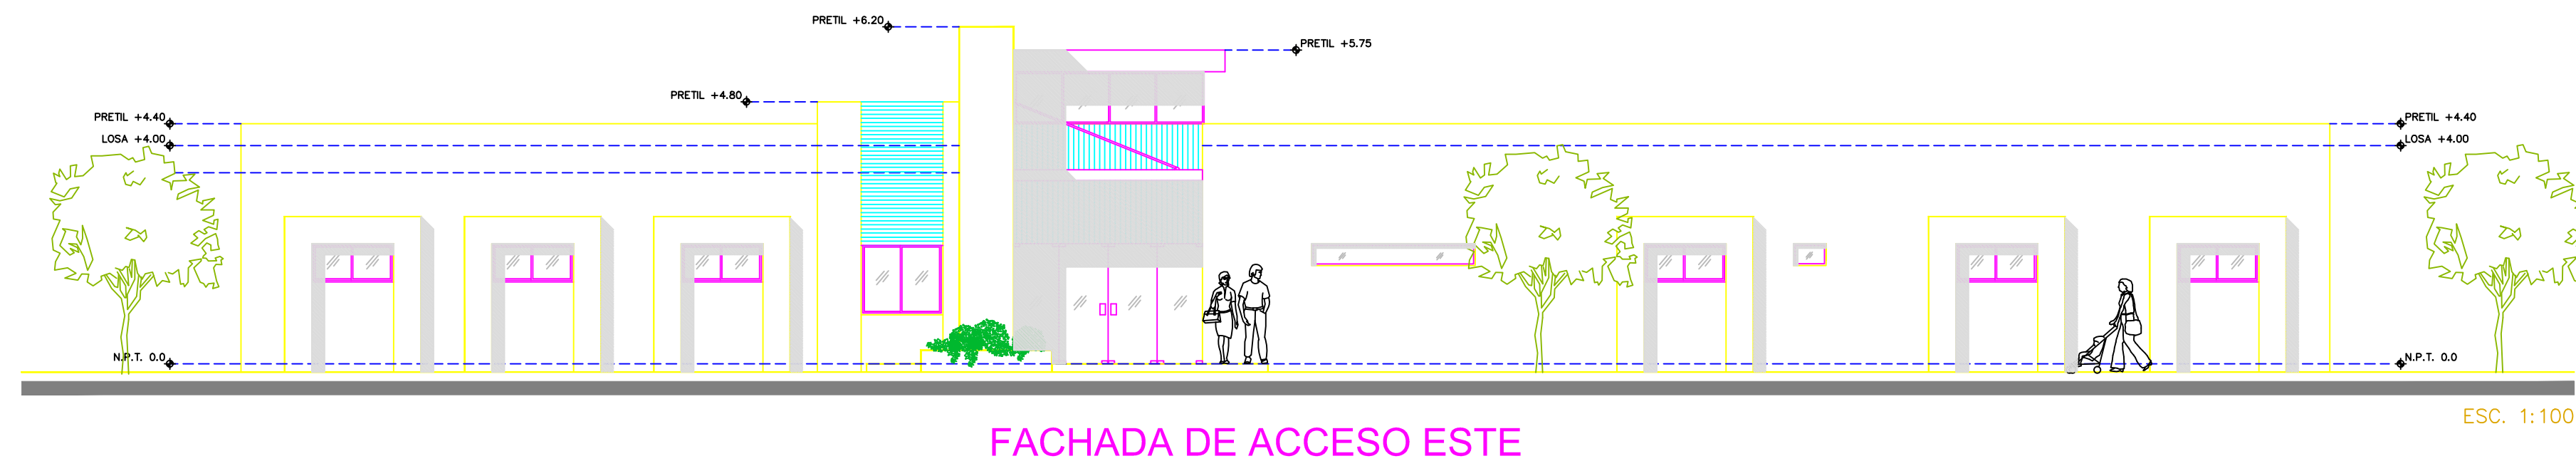 PRETIL +6.20
PRETIL +5.75
PRETIL +4.80
PRETIL +4.40
LOSA +4.00
PRETIL +4.40
LOSA +4.00
N.P.T. 0.0
N.P.T. 0.0
ESC. 1:100
FACHADA DE ACCESO ESTE